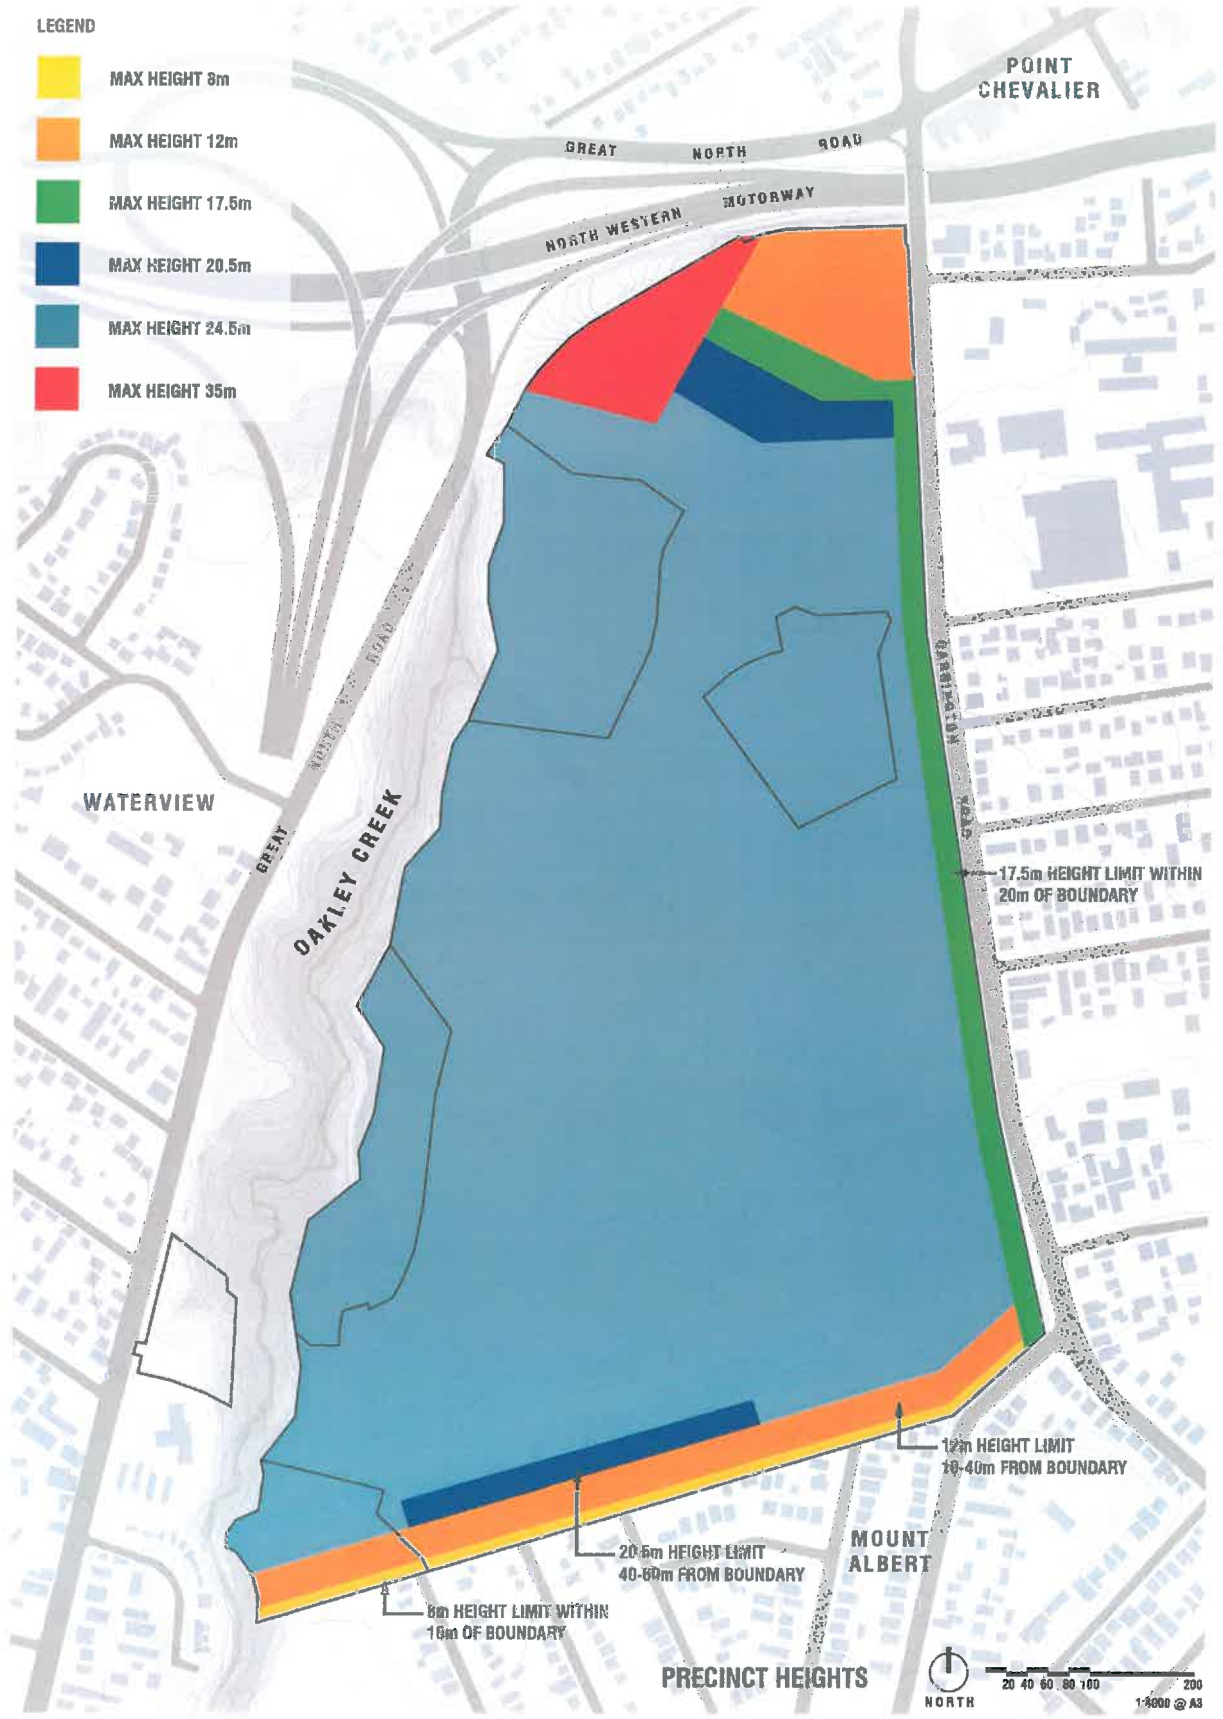 LEGEND
MAX HEIGHT 8m
MAX HEIGHT 12m
MAX HEIGHT 17.5m
MAX HEIGHT 20.5m
MAX HEIGHT 24.5m
MAX HEIGHT 35m
POINT
CHEVALIER
GREAT NORTH ROAD
NORTH WESTERN MOTORWAY
GREAT NORTH ROAD
WATERVIEW
OAKLEY CREEK
CARRINGTON ROAD
17.5m HEIGHT LIMIT WITHIN
20m OF BOUNDARY
12m HEIGHT LIMIT
10-40m FROM BOUNDARY
MOUNT
ALBERT
20.5m HEIGHT LIMIT
40-60m FROM BOUNDARY
8m HEIGHT LIMIT WITHIN
10m OF BOUNDARY
PRECINCT HEIGHTS
NORTH
20 40 60 80 100 200
1:4000 @ A3